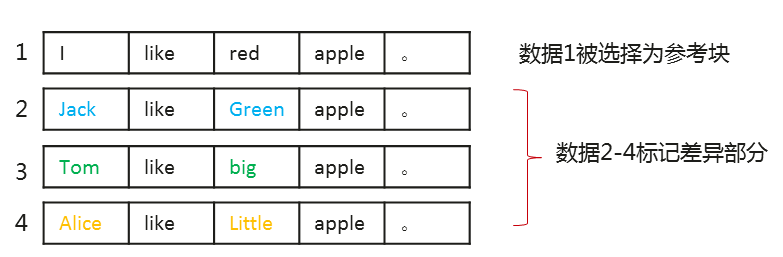 1 I like red apple 。 数据1被选择为参考块
2 Jack like Green apple 。
数据2-4标记差异部分
3 Tom like big apple 。
4 Alice like Little apple 。